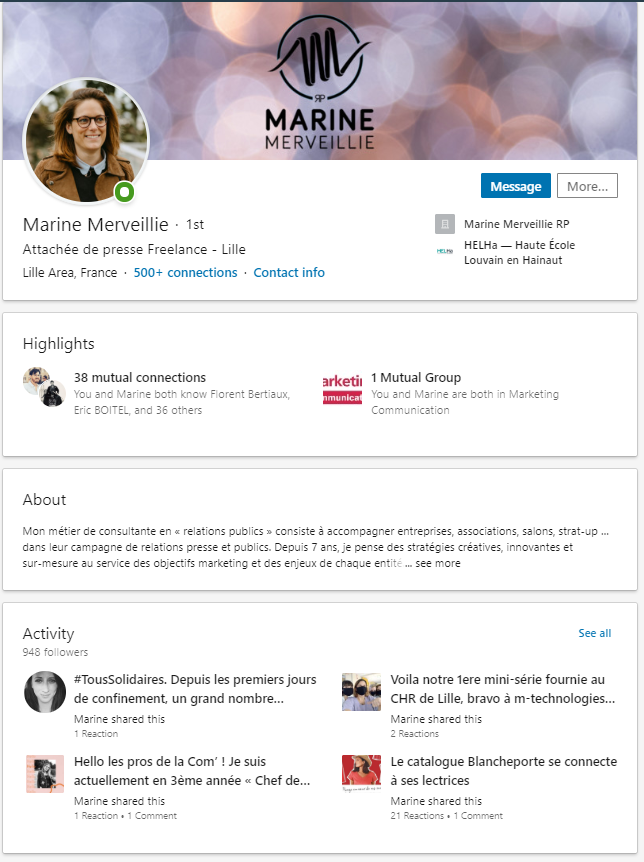 RP
MARINE
MERVEILLIE
Message
More...
Marine Merveillie · 1st
Attachée de presse Freelance - Lille
Lille Area, France · 500+ connections · Contact info
Marine Merveillie RP
HELHa
HELHa — Haute École
Louvain en Hainaut
Highlights
38 mutual connections
You and Marine both know Florent Bertiaux,
Eric BOITEL, and 36 others
arketin
mmunicat
1 Mutual Group
You and Marine are both in Marketing
Communication
About
Mon métier de consultante en « relations publics » consiste à accompagner entreprises, associations, salons, strat-up ...
dans leur campagne de relations presse et publics. Depuis 7 ans, je pense des stratégies créatives, innovantes et
sur-mesure au service des objectifs marketing et des enjeux de chaque entité ... see more
Activity
See all
948 followers
#TousSolidaires. Depuis les premiers jours
de confinement, un grand nombre...
Marine shared this
1 Reaction
Voila notre 1ere mini-série fournie au
CHR de Lille, bravo à m-technologies...
Marine shared this
2 Reactions
Hello les pros de la Com’ ! Je suis
actuellement en 3ème année « Chef de...
Marine shared this
1 Reaction • 1 Comment
Le catalogue Blancheporte se connecte
à ses lectrices
Marine shared this
21 Reactions • 1 Comment